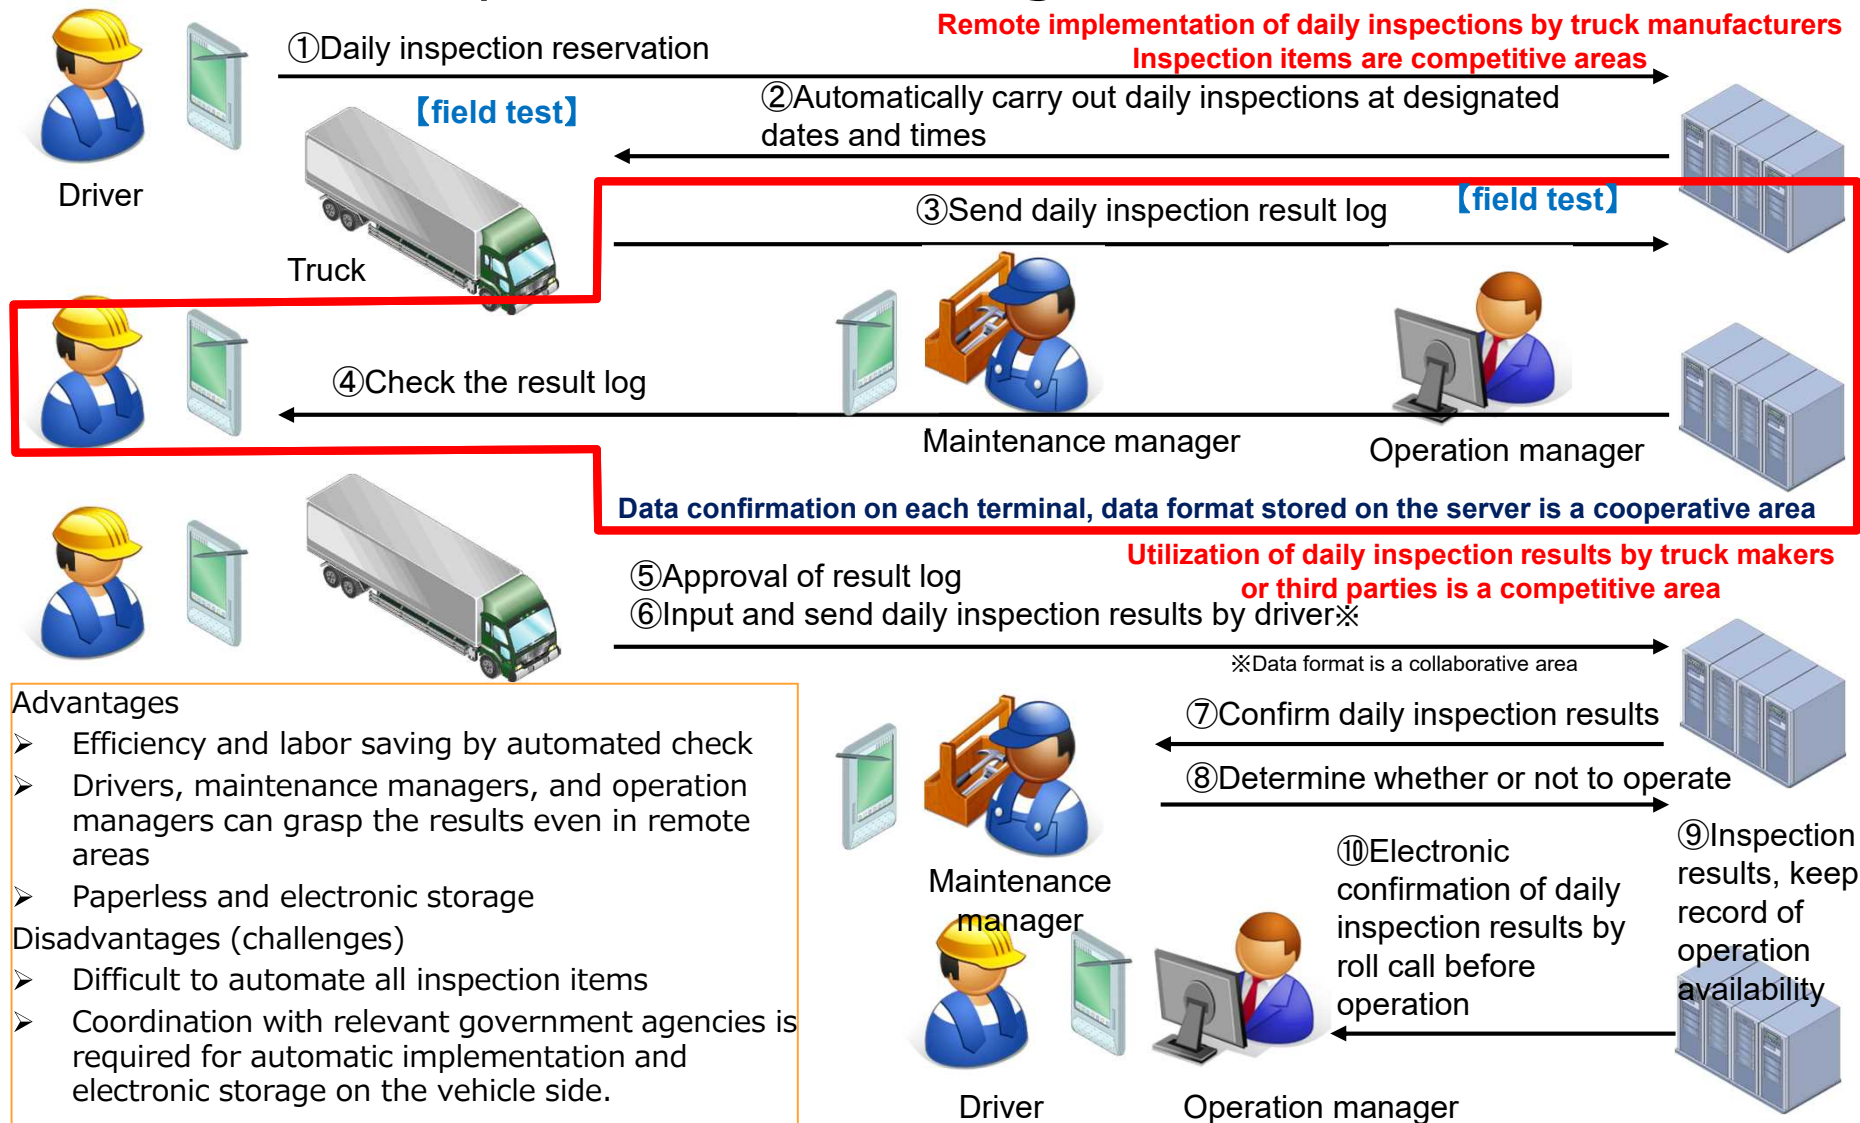 ①Daily inspection reservation
Remote implementation of daily inspections by truck manufacturers
Inspection items are competitive areas
【field test】
②Automatically carry out daily inspections at designated
dates and times
Driver
③Send daily inspection result log
【field test】
Truck
④Check the result log
Maintenance manager
Operation manager
Data confirmation on each terminal, data format stored on the server is a cooperative area
Utilization of daily inspection results by truck makers
or third parties is a competitive area
⑤Approval of result log
⑥Input and send daily inspection results by driver※
※Data format is a collaborative area
Advantages
➢ Efficiency and labor saving by automated check
➢ Drivers, maintenance managers, and operation
managers can grasp the results even in remote
areas
➢ Paperless and electronic storage
Disadvantages (challenges)
➢ Difficult to automate all inspection items
➢ Coordination with relevant government agencies is
required for automatic implementation and
electronic storage on the vehicle side.
⑦Confirm daily inspection results
⑧Determine whether or not to operate
Maintenance
manager
⑨Inspection
results, keep
record of
operation
availability
⑩Electronic
confirmation of daily
inspection results by
roll call before
operation
Driver
Operation manager